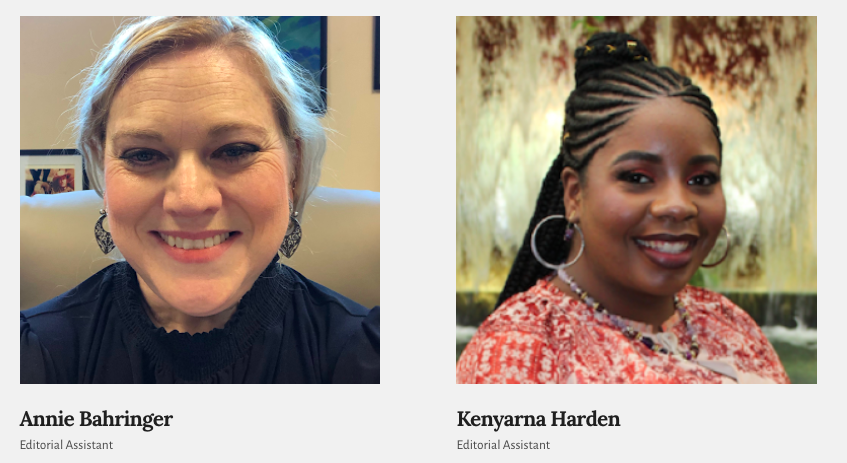 Annie Bahringer
Editorial Assistant
Kenyarna Harden
Editorial Assistant